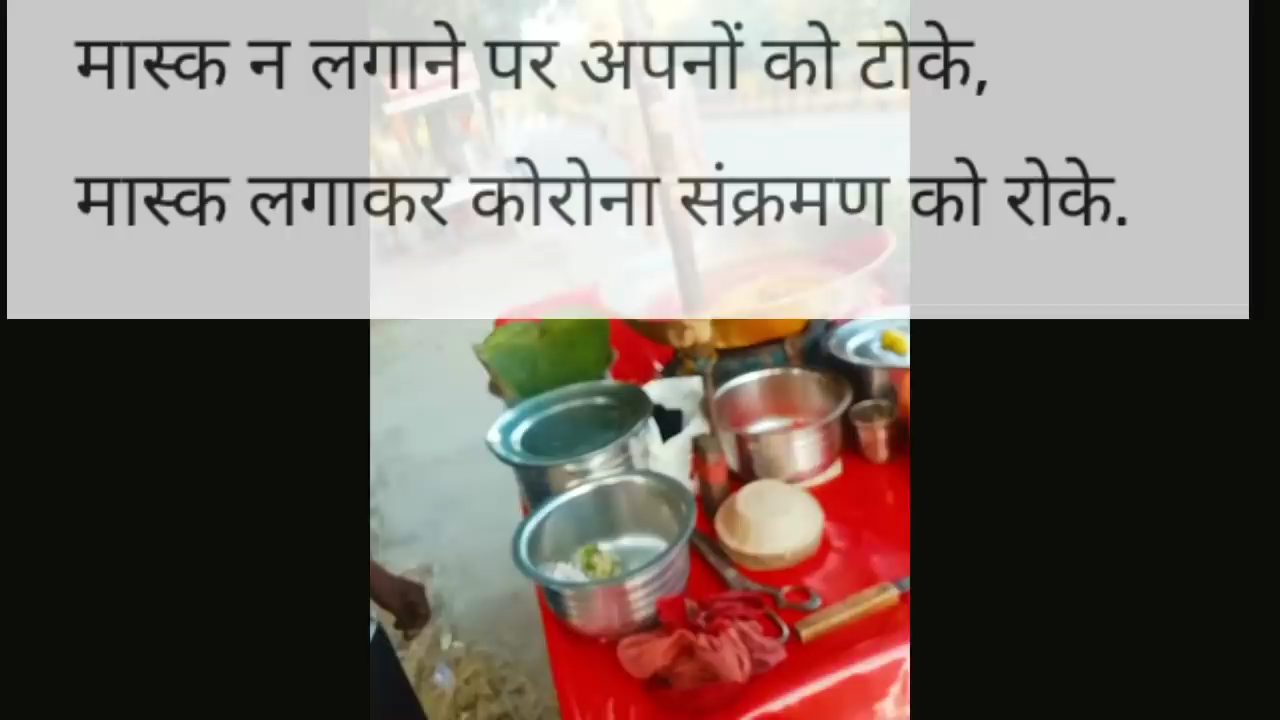 मास्क न लगाने पर अपनों को टोके,
मास्क लगाकर कोरोना संक्रमण को रोके.